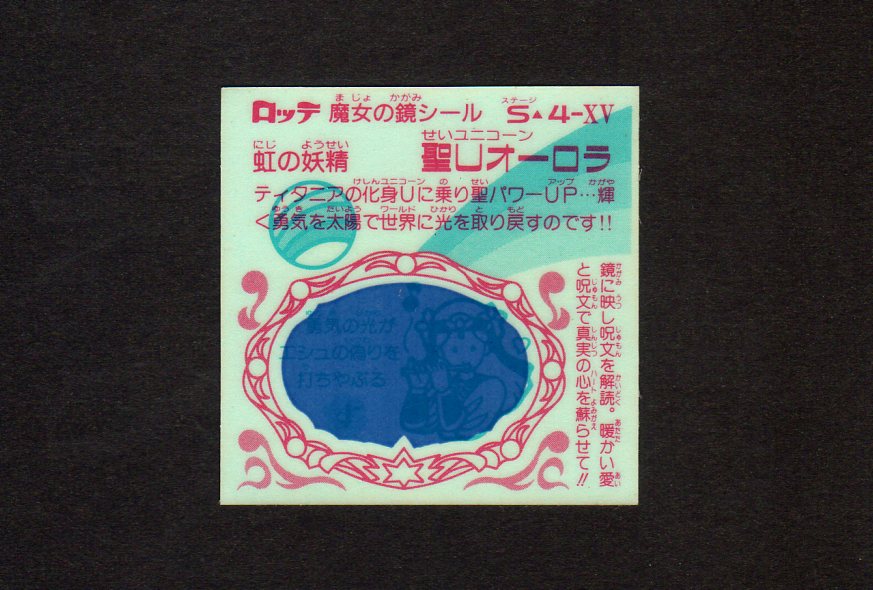 ロッテ 魔女の鏡シール S▲4-XV
虹の妖精 聖Uオーロラ
ティタニアの化身Uに乗り聖パワーUP…輝
く勇気を太陽で世界に光を取り戻すのです!!
勇気の光が
エシュの誇りを
打ちやぶる
鏡に映し呪文を解読。暖かい愛
と呪文で真実の心を蘇らせて!!